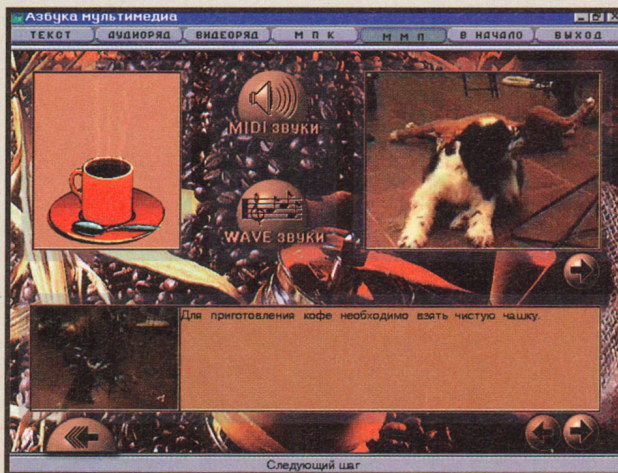 Азбука мультимедиа
ТЕКСТ АУДИОРЯД ВИДЕОРЯД М П К М М П В НАЧАЛО ВЫХОД
MIDI звуки
WAVE звуки
Для приготовления кофе необходимо взять чистую чашку.
Следующий шаг